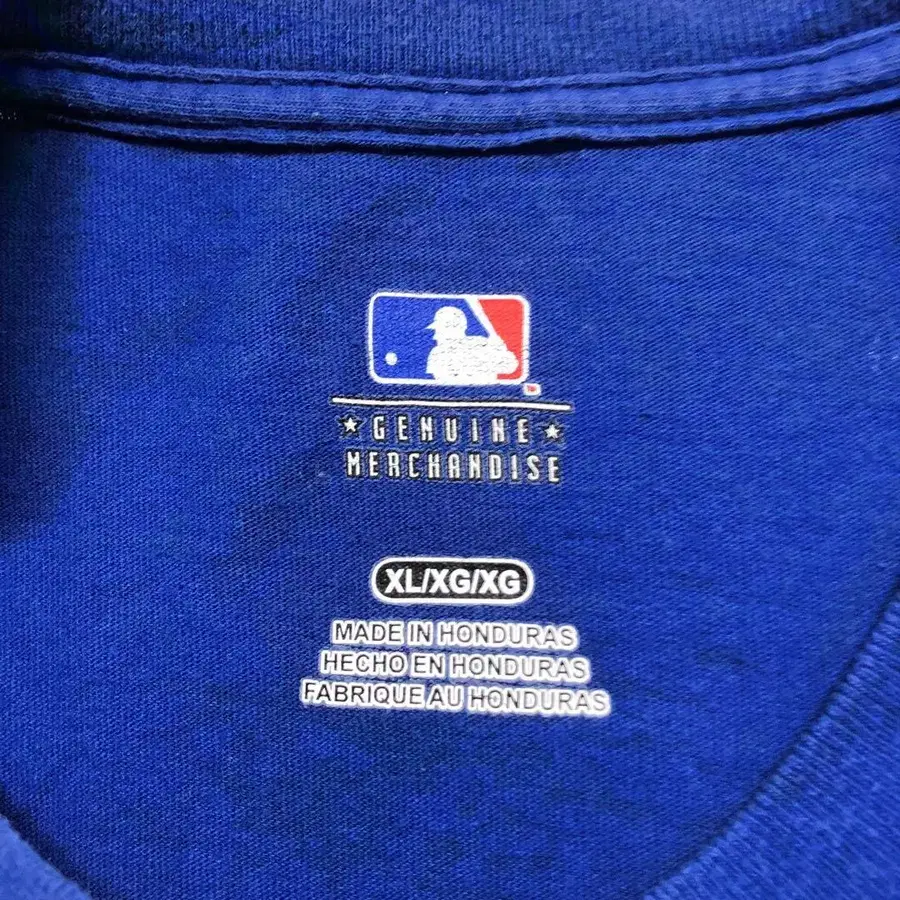 ★ GENUINE ★
MERCHANDISE
XL/XG/XG
MADE IN HONDURAS
HECHO EN HONDURAS
FABRIQUE AU HONDURAS